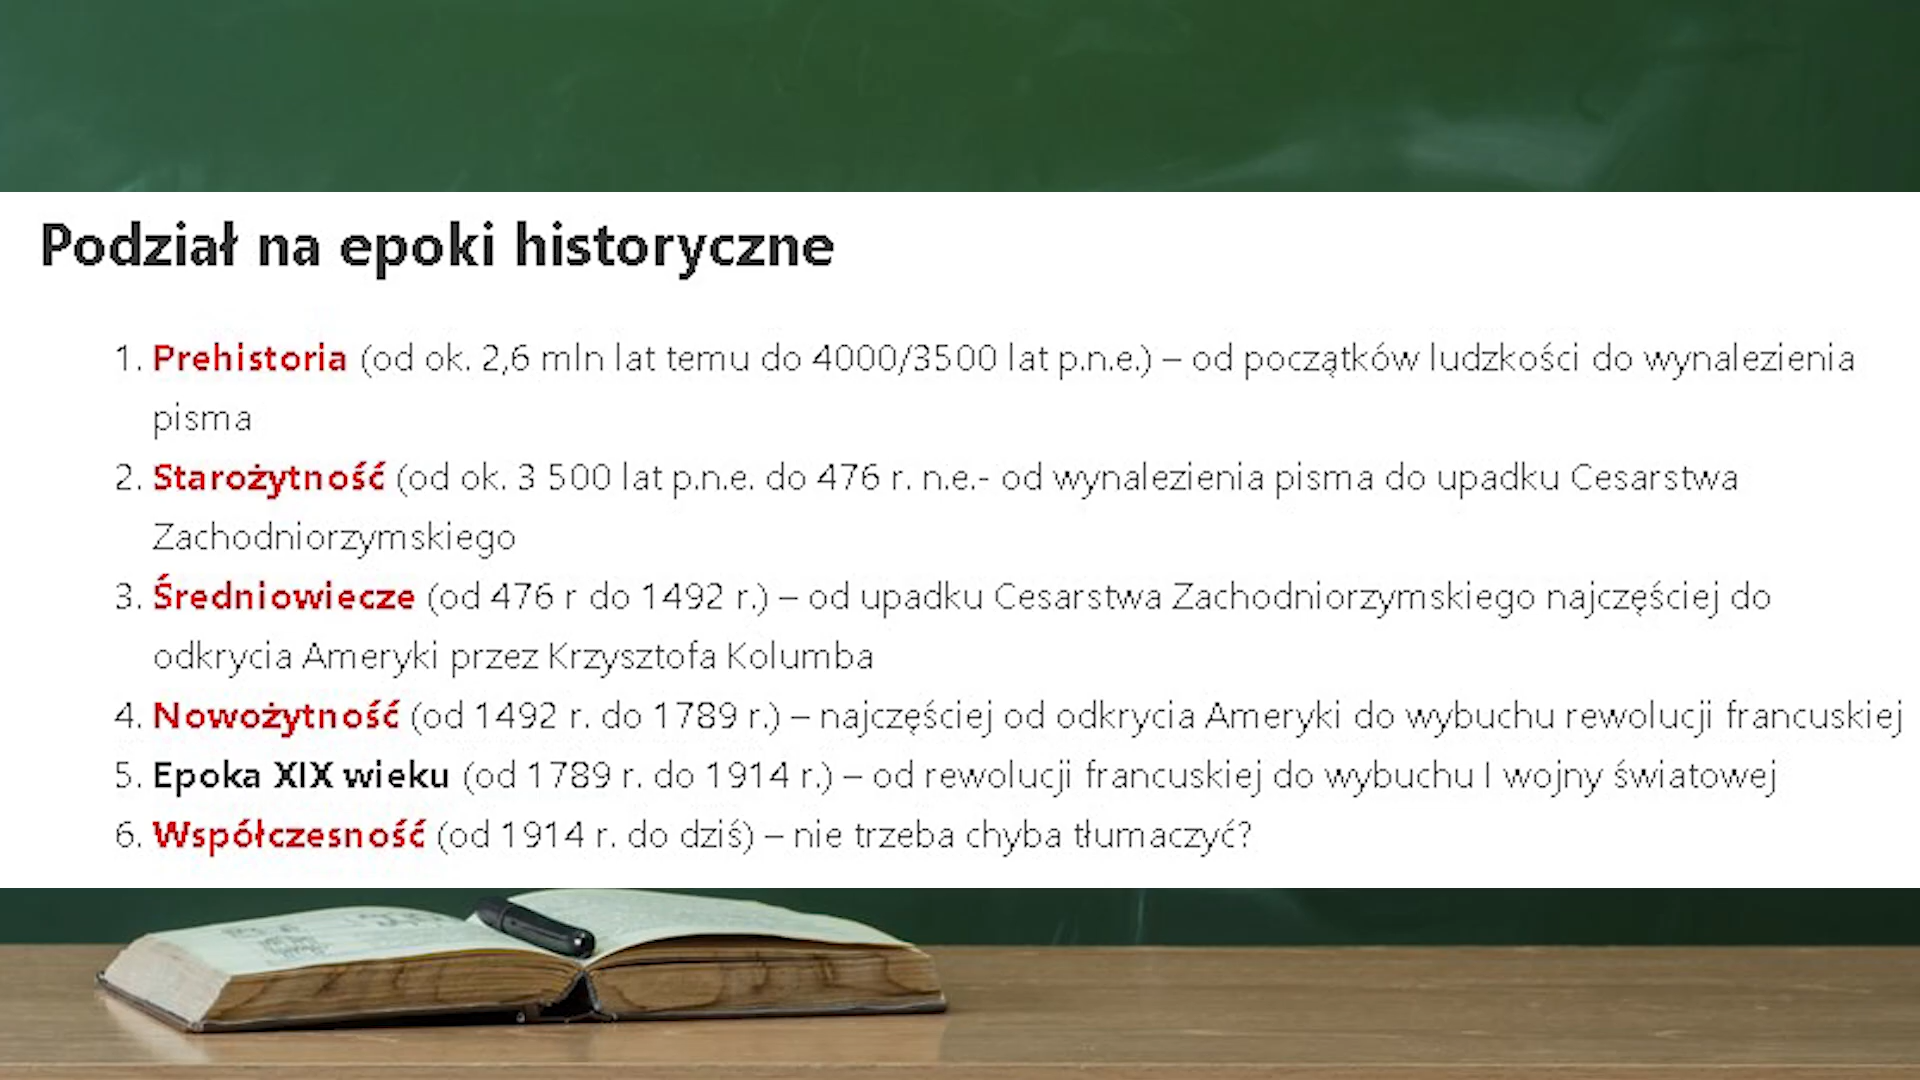 Podział na epoki historyczne
1. Prehistoria (od ok. 2,6 mln lat temu do 4000/3500 lat p.n.e.) – od początków ludzkości do wynalezienia
pisma
2. Starożytność (od ok. 3 500 lat p.n.e. do 476 r. n.e.- od wynalezienia pisma do upadku Cesarstwa
Zachodniorzymskiego
3. Średniowiecze (od 476 r do 1492 r.) – od upadku Cesarstwa Zachodniorzymskiego najczęściej do
odkrycia Ameryki przez Krzysztofa Kolumba
4. Nowożytność (od 1492 r. do 1789 r.) – najczęściej od odkrycia Ameryki do wybuchu rewolucji francuskiej
5. Epoka XIX wieku (od 1789 r. do 1914 r.) – od rewolucji francuskiej do wybuchu I wojny światowej
6. Współczesność (od 1914 r. do dziś) – nie trzeba chyba tłumaczyć?